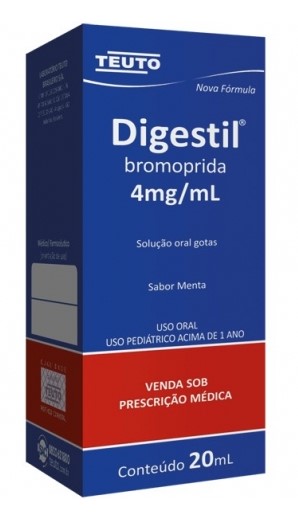 TEUTO
Nova Fórmula
Digestil®
bromoprida
4mg/mL
Solução oral gotas
Sabor Menta
USO ORAL
USO PEDIÁTRICO ACIMA DE 1 ANO
VENDA SOB
PRESCRIÇÃO MÉDICA
Conteúdo 20mL
TEUTO